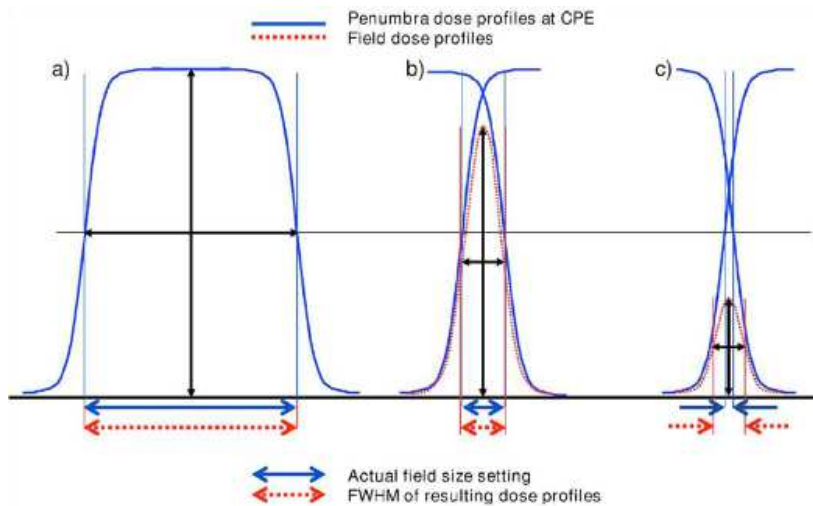 Penumbra dose profiles at CPE
Field dose profiles
a)
b)
c)
Actual field size setting
FWHM of resulting dose profiles